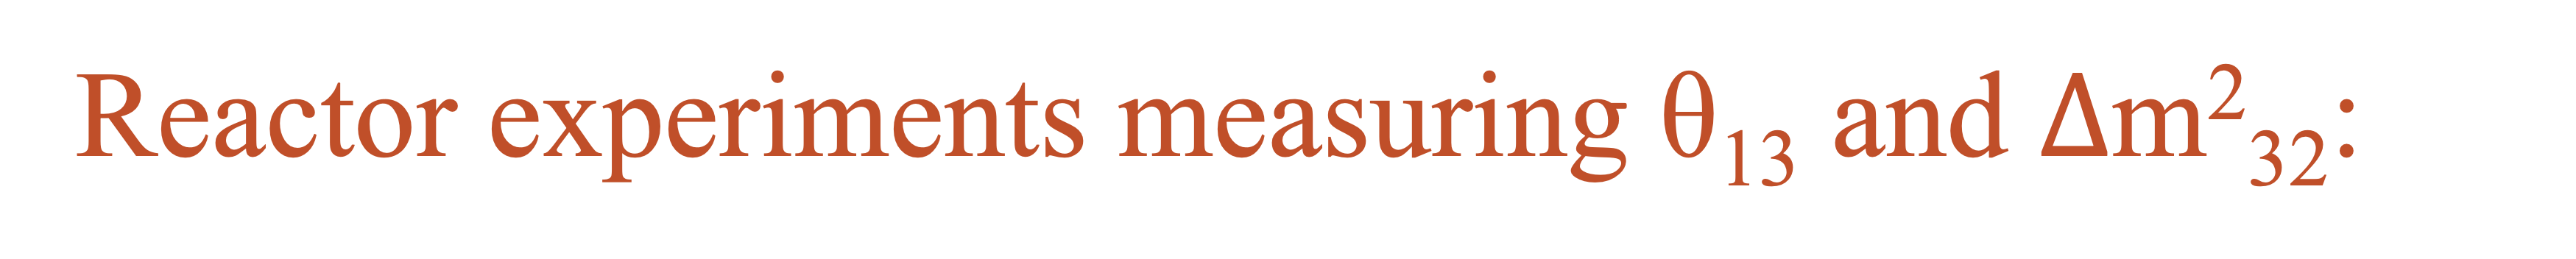 Reactor experiments measuring θ₁₃ and Δm²₃₂: